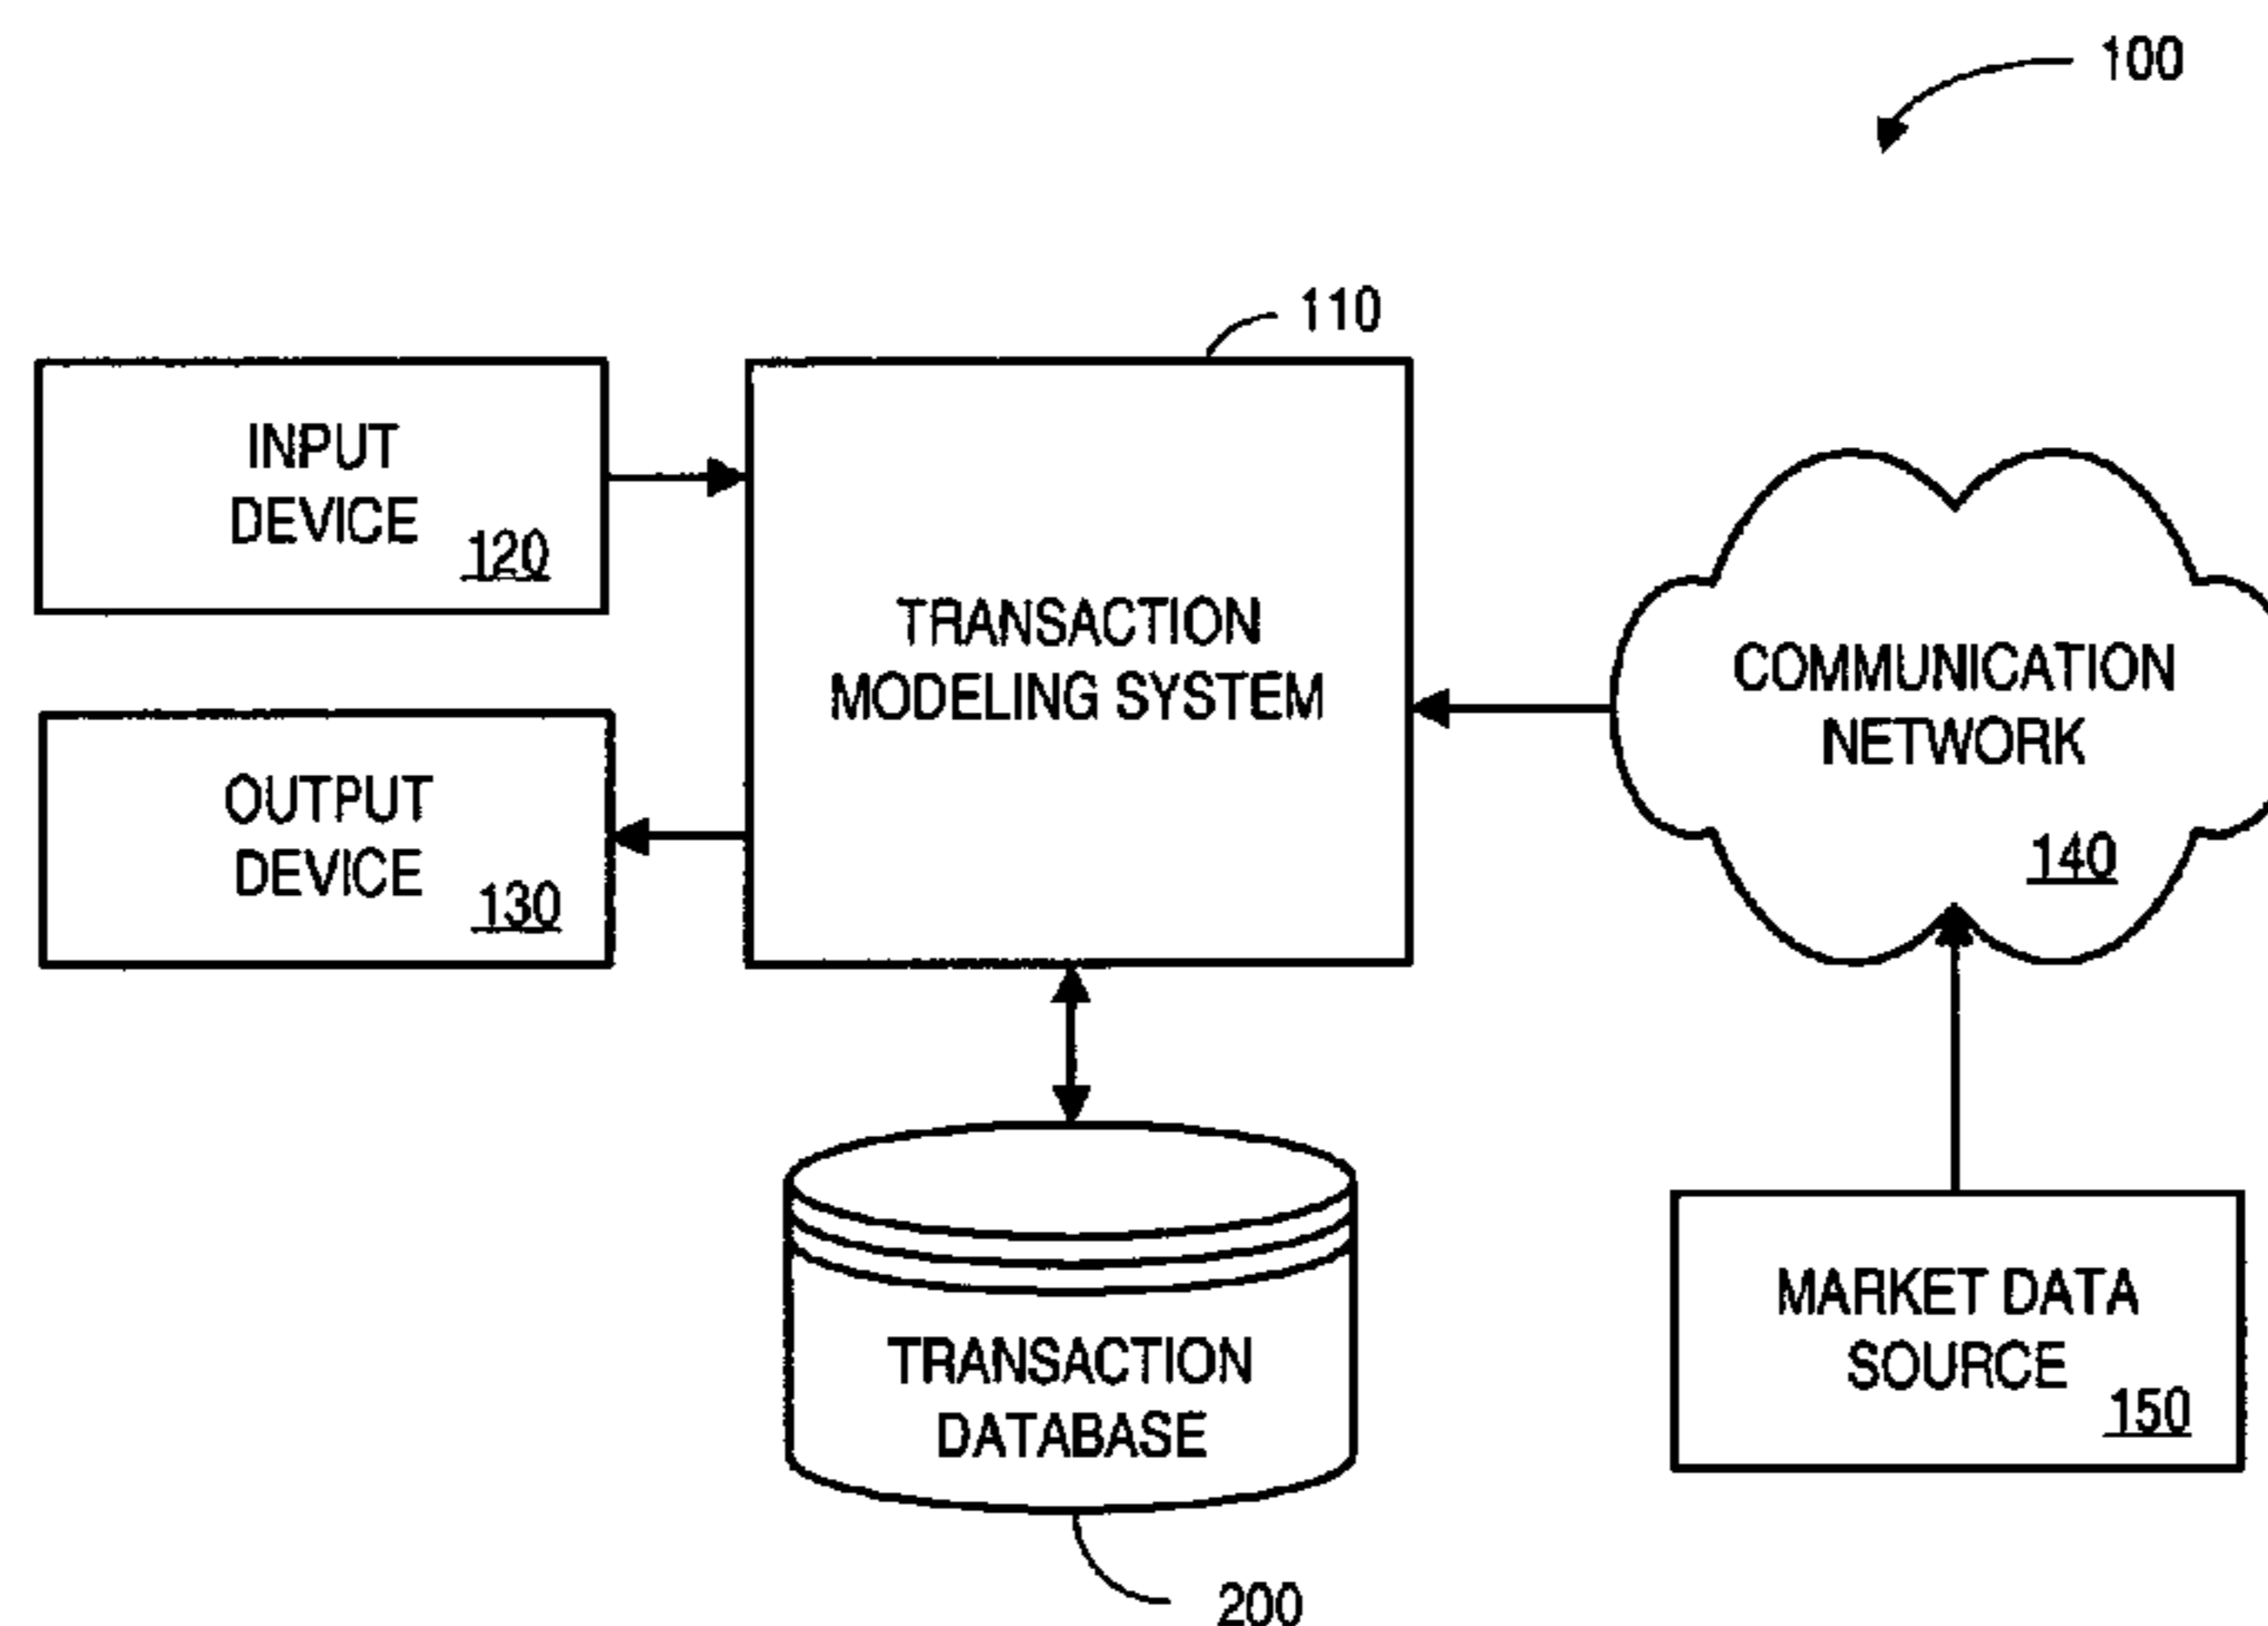 100
110
INPUT
DEVICE
120
TRANSACTION
MODELING SYSTEM
COMMUNICATION
NETWORK
140
OUTPUT
DEVICE
130
TRANSACTION
DATABASE
200
MARKET DATA
SOURCE
150